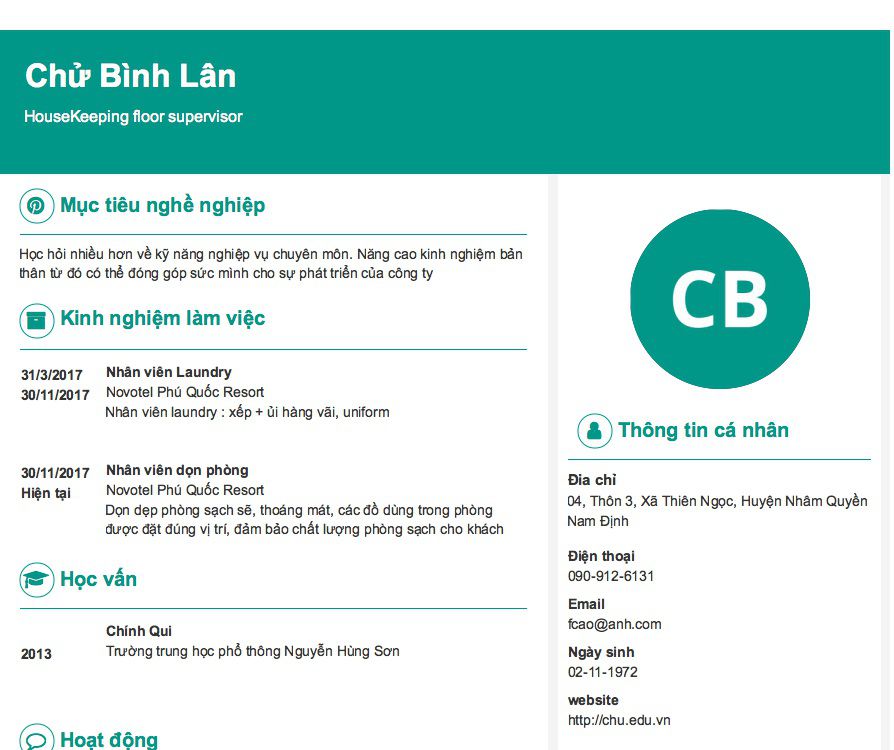 Chử Bình Lân
HouseKeeping floor supervisor
Mục tiêu nghề nghiệp
Học hỏi nhiều hơn về kỹ năng nghiệp vụ chuyên môn. Năng cao kinh nghiệm bản
thân từ đó có thể đóng góp sức mình cho sự phát triển của công ty
Kinh nghiệm làm việc
31/3/2017
30/11/2017
Nhân viên Laundry
Novotel Phú Quốc Resort
Nhân viên laundry : xếp + ủi hàng vãi, uniform
30/11/2017
Hiện tại
Nhân viên dọn phòng
Novotel Phú Quốc Resort
Dọn dẹp phòng sạch sẽ, thoáng mát, các đồ dùng trong phòng
được đặt đúng vị trí, đảm bảo chất lượng phòng sạch cho khách
Học vấn
2013
Chính Qui
Trường trung học phổ thông Nguyễn Hùng Sơn
Hoạt động
CB
Thông tin cá nhân
Địa chỉ
04, Thôn 3, Xã Thiên Ngọc, Huyện Nhâm Quyền
Nam Định
Điện thoại
090-912-6131
Email
fcao@anh.com
Ngày sinh
02-11-1972
website
http://chu.edu.vn